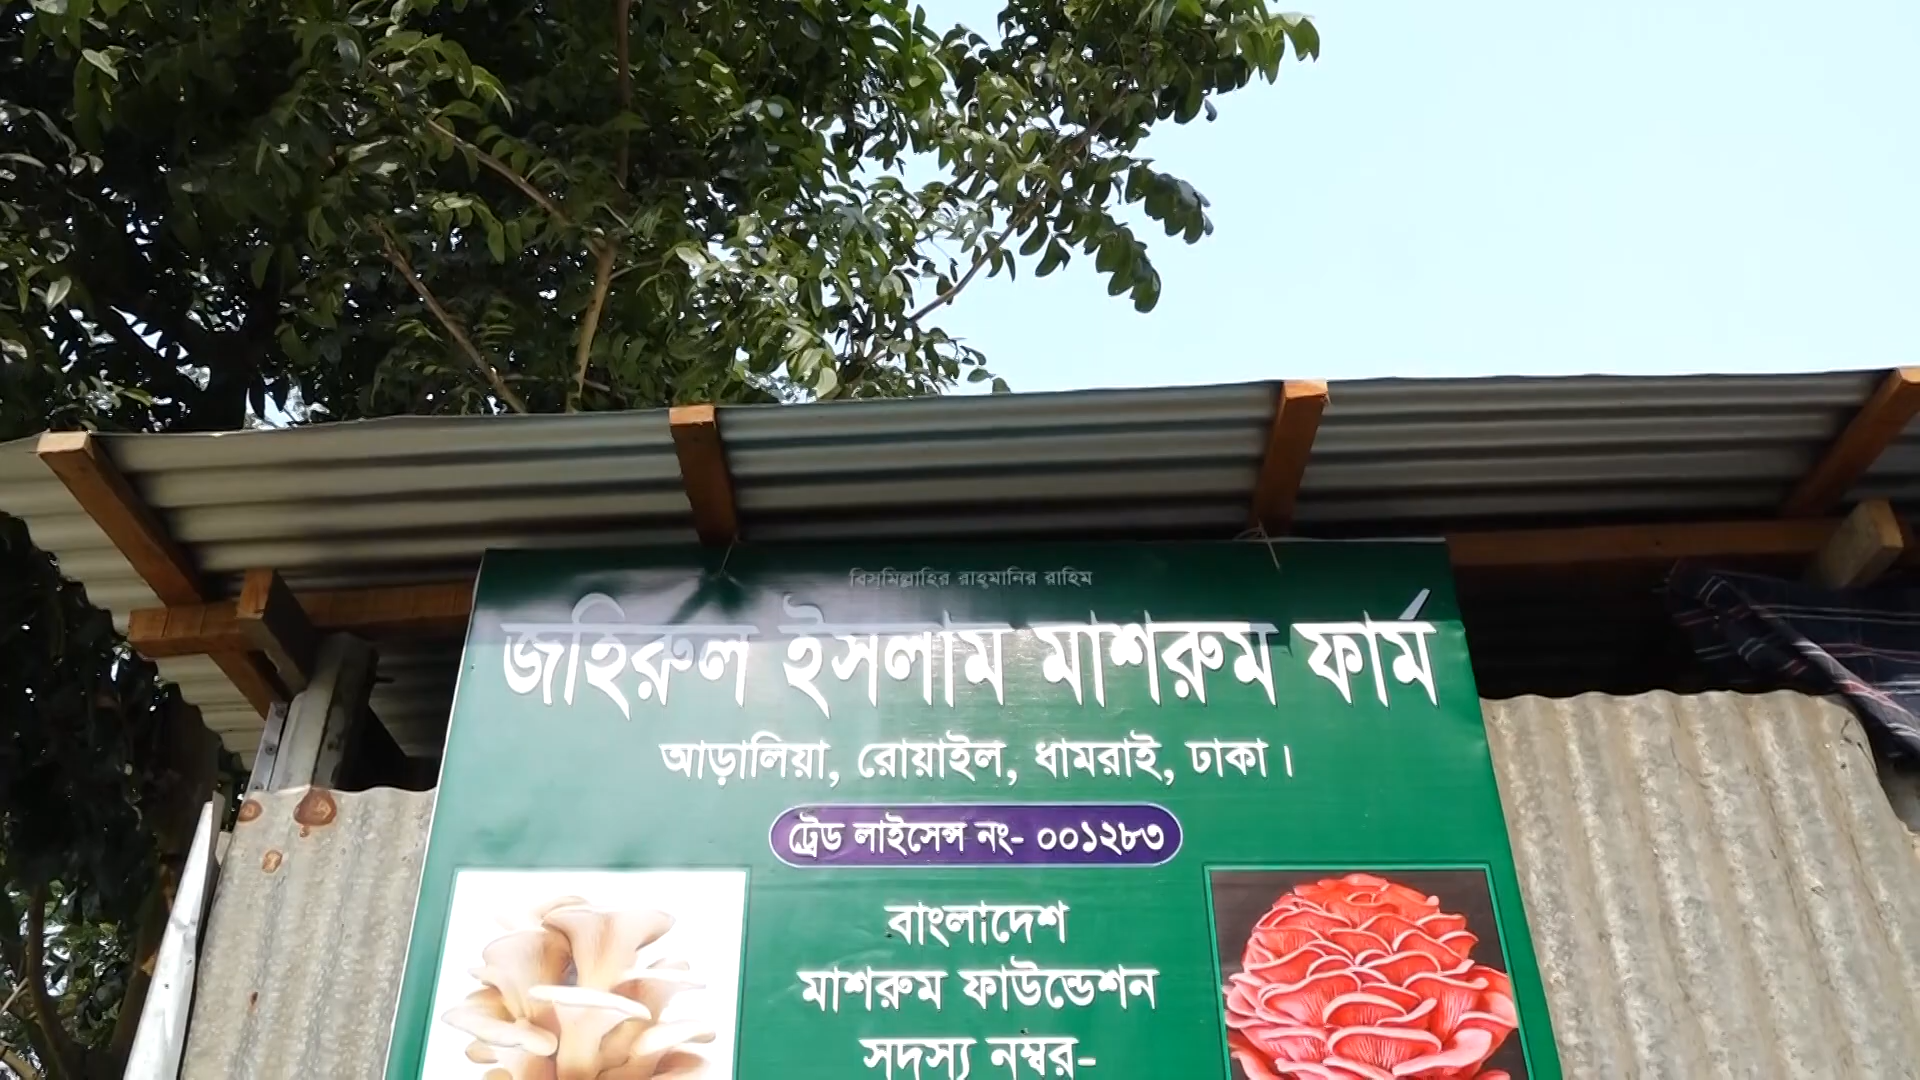 বিসমিল্লাহির রাহমানির রাহিম
জহিরুল ইসলাম মাশরুম ফার্ম
আড়ালিয়া, রোয়াইল, ধামরাই, ঢাকা।
ট্রেড লাইসেন্স নং- ০০১২৮৩
বাংলাদেশ
মাশরুম ফাউন্ডেশন
সদস্য নম্বর-